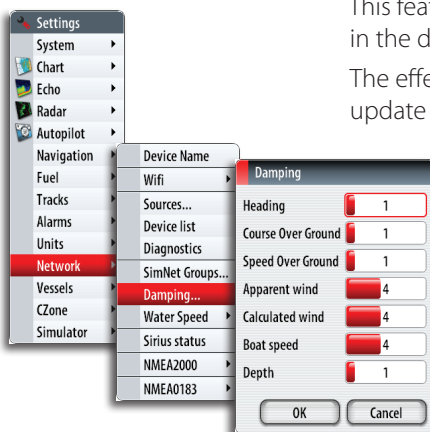 This
in the
The
update
Settings
System
Chart
Echo
Radar
Autopilot
Navigation
Fuel
Tracks
Alarms
Units
Network
Vessels
CZone
Simulator
Device Name
Wifi
Sources...
Device list
Diagnostics
SimNet Groups...
Damping...
Water Speed
Sirius status
NMEA2000
NMEA0183
Damping
Heading 1
Course Over Ground 1
Speed Over Ground 1
Apparent wind 4
Calculated wind 4
Boat speed 4
Depth 1
OK Cancel